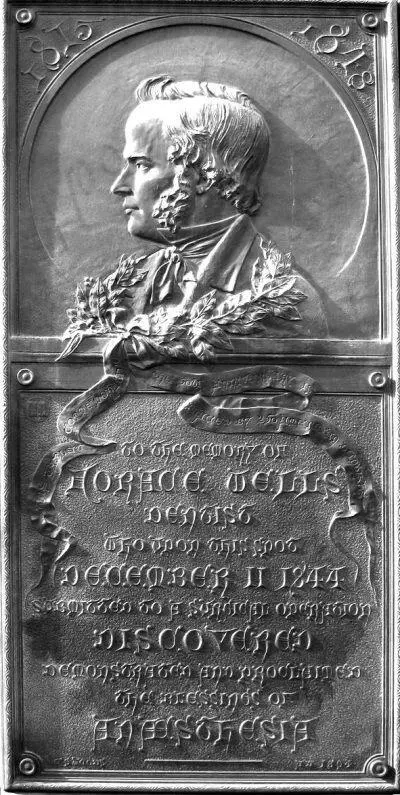 1815 1848
TO THE MEMORY OF
HORACE WELLS
DENTIST
WHO UPON THIS SPOT
DECEMBER 11 1844
SUBMITTED TO A SURGICAL OPERATION
DISCOVERED
DEMONSTRATED AND PROCLAIMED
THE BLESSINGS OF
ANÆSTHESIA